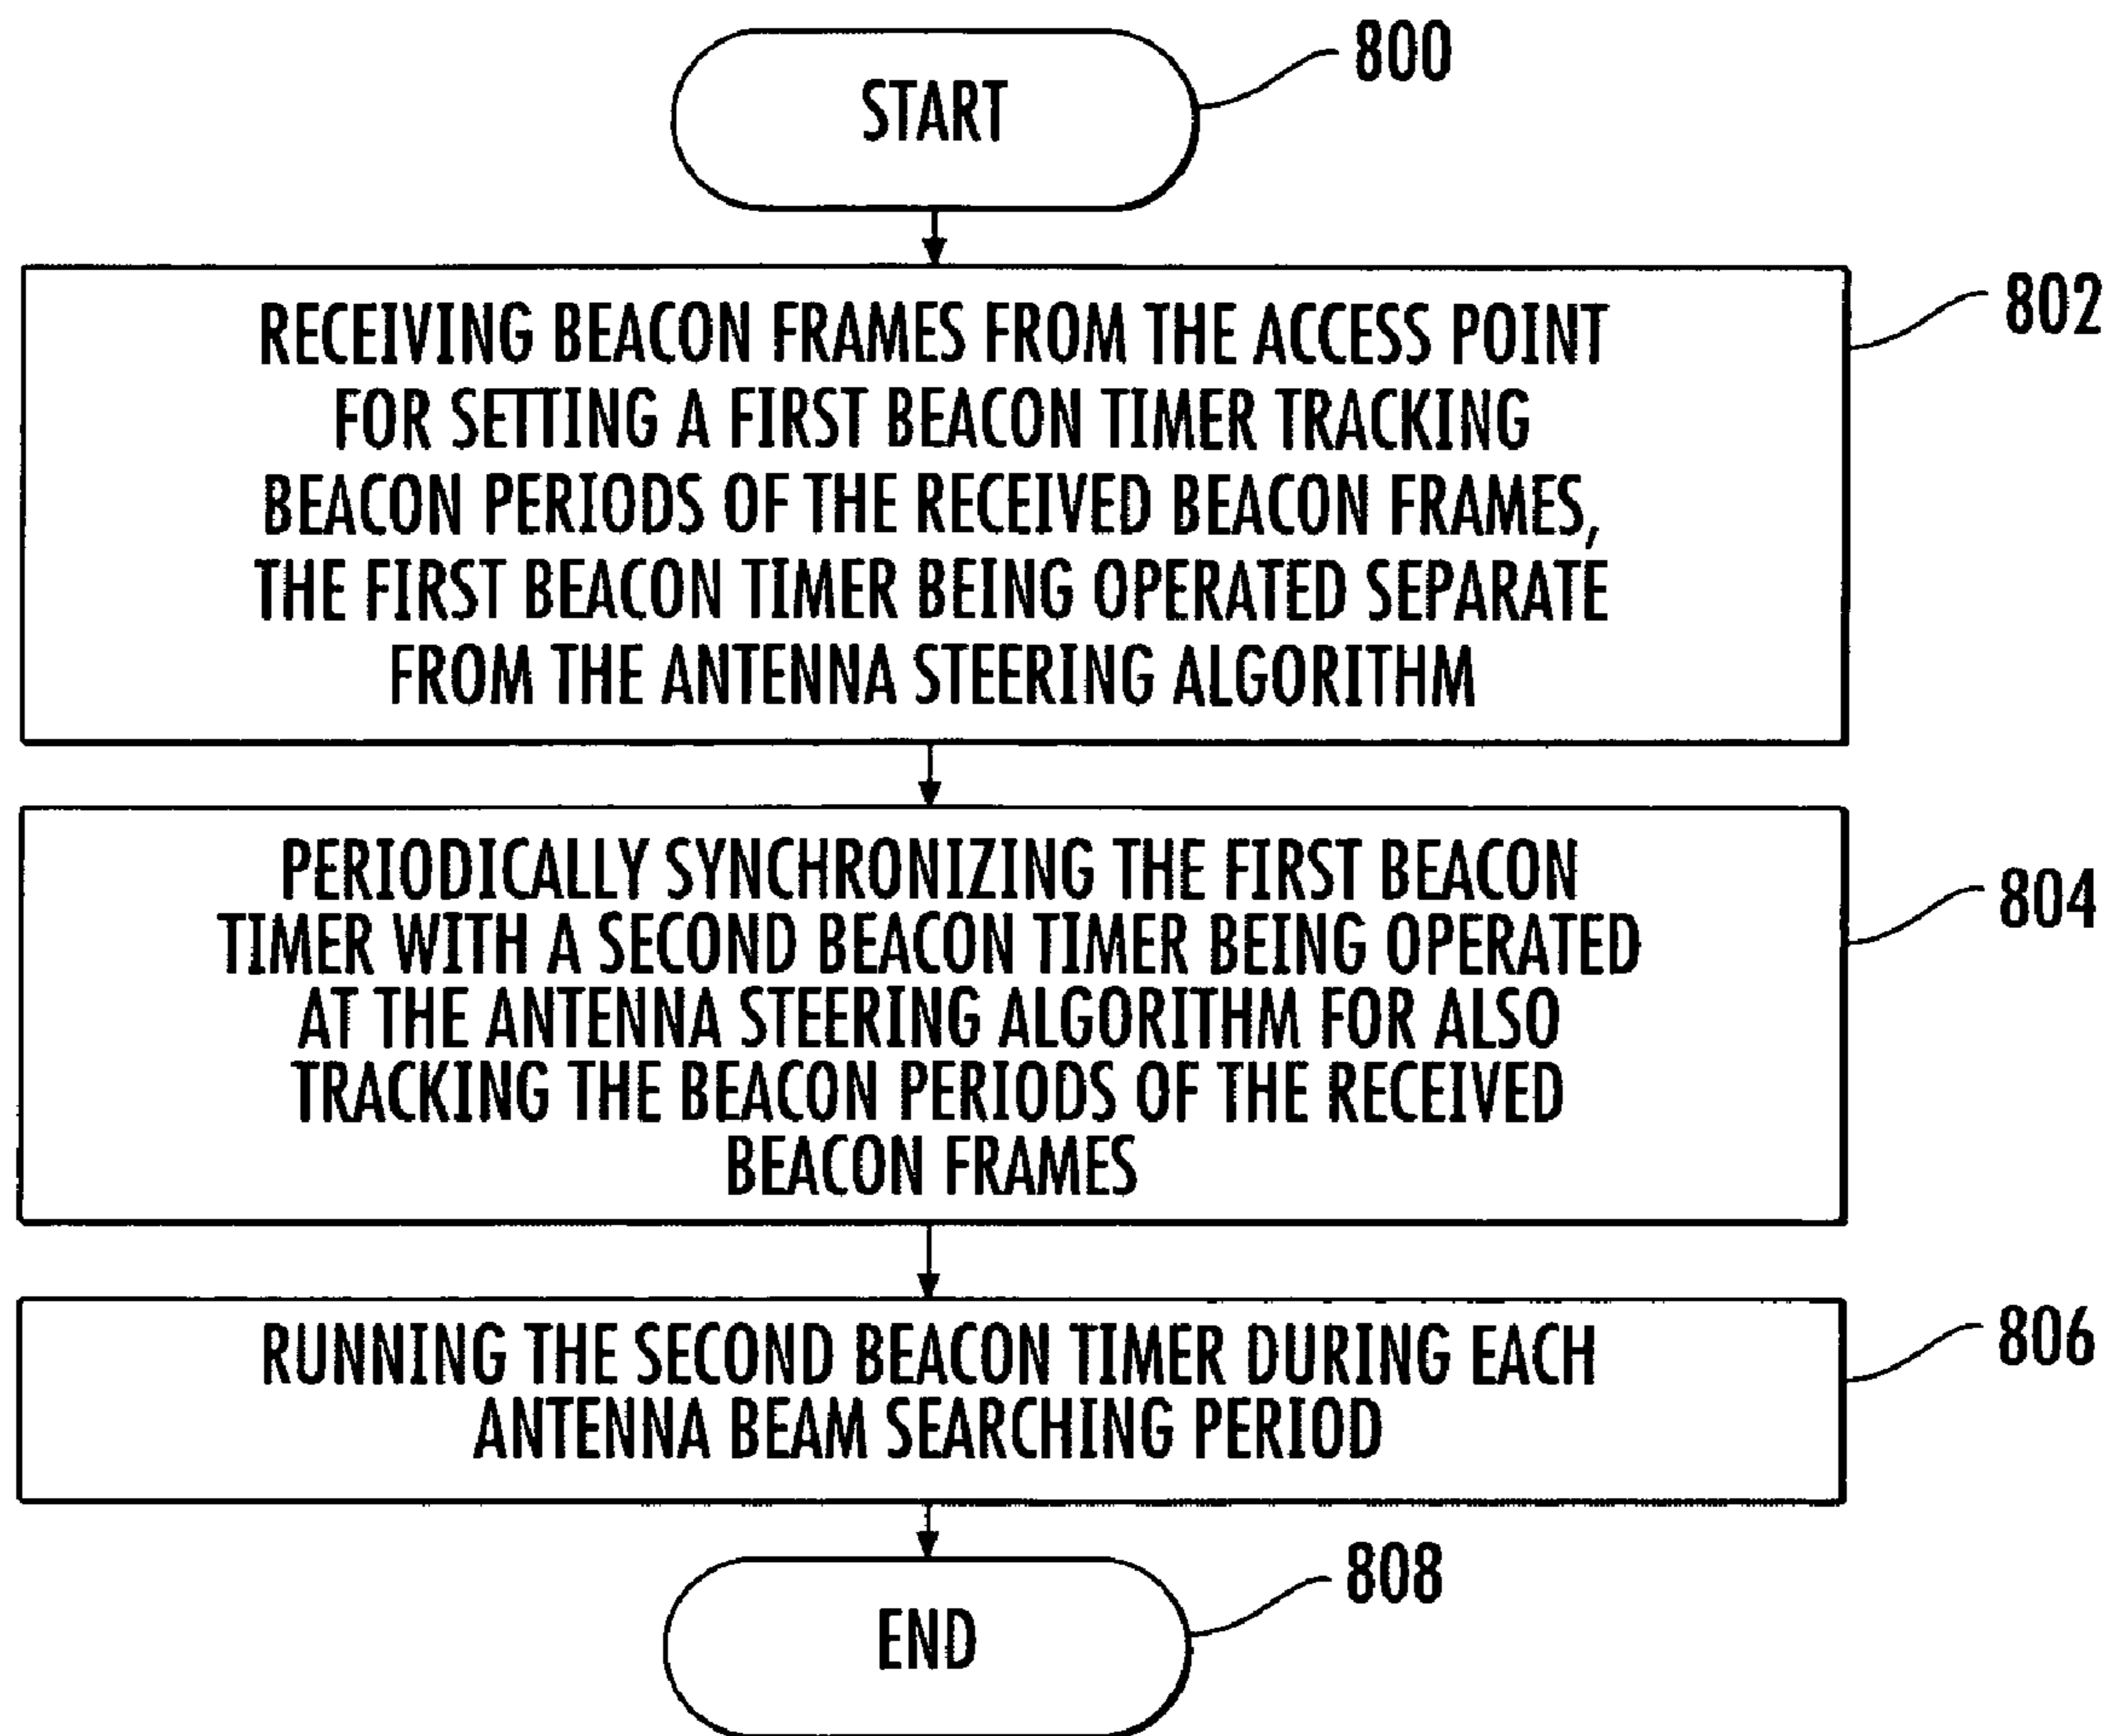 START
800
RECEIVING BEACON FRAMES FROM THE ACCESS POINT
FOR SETTING A FIRST BEACON TIMER TRACKING
BEACON PERIODS OF THE RECEIVED BEACON FRAMES,
THE FIRST BEACON TIMER BEING OPERATED SEPARATE
FROM THE ANTENNA STEERING ALGORITHM
802
PERIODICALLY SYNCHRONIZING THE FIRST BEACON
TIMER WITH A SECOND BEACON TIMER BEING OPERATED
AT THE ANTENNA STEERING ALGORITHM FOR ALSO
TRACKING THE BEACON PERIODS OF THE RECEIVED
BEACON FRAMES
804
RUNNING THE SECOND BEACON TIMER DURING EACH
ANTENNA BEAM SEARCHING PERIOD
806
END
808